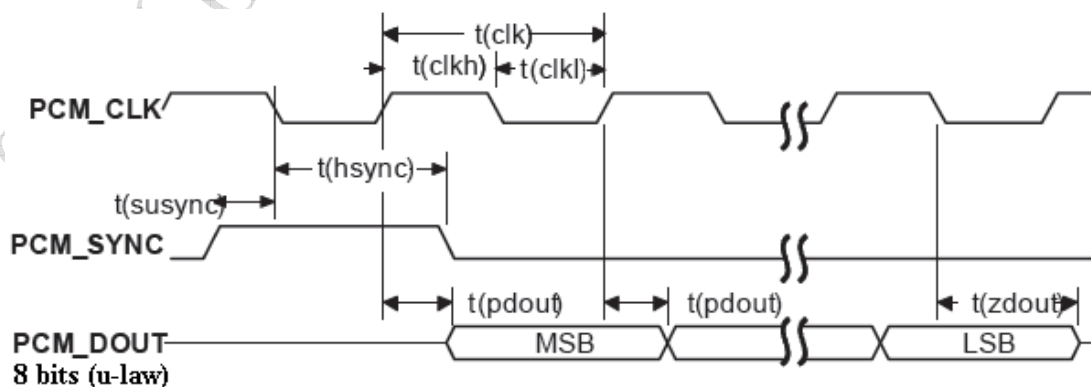 t(clk)
t(clkh)
t(clkl)
PCM_CLK
t(hsync)
t(susync)
PCM_SYNC
t(pdout)
t(pdout)
t(zdout)
PCM_DOUT
MSB
LSB
8 bits (u-law)